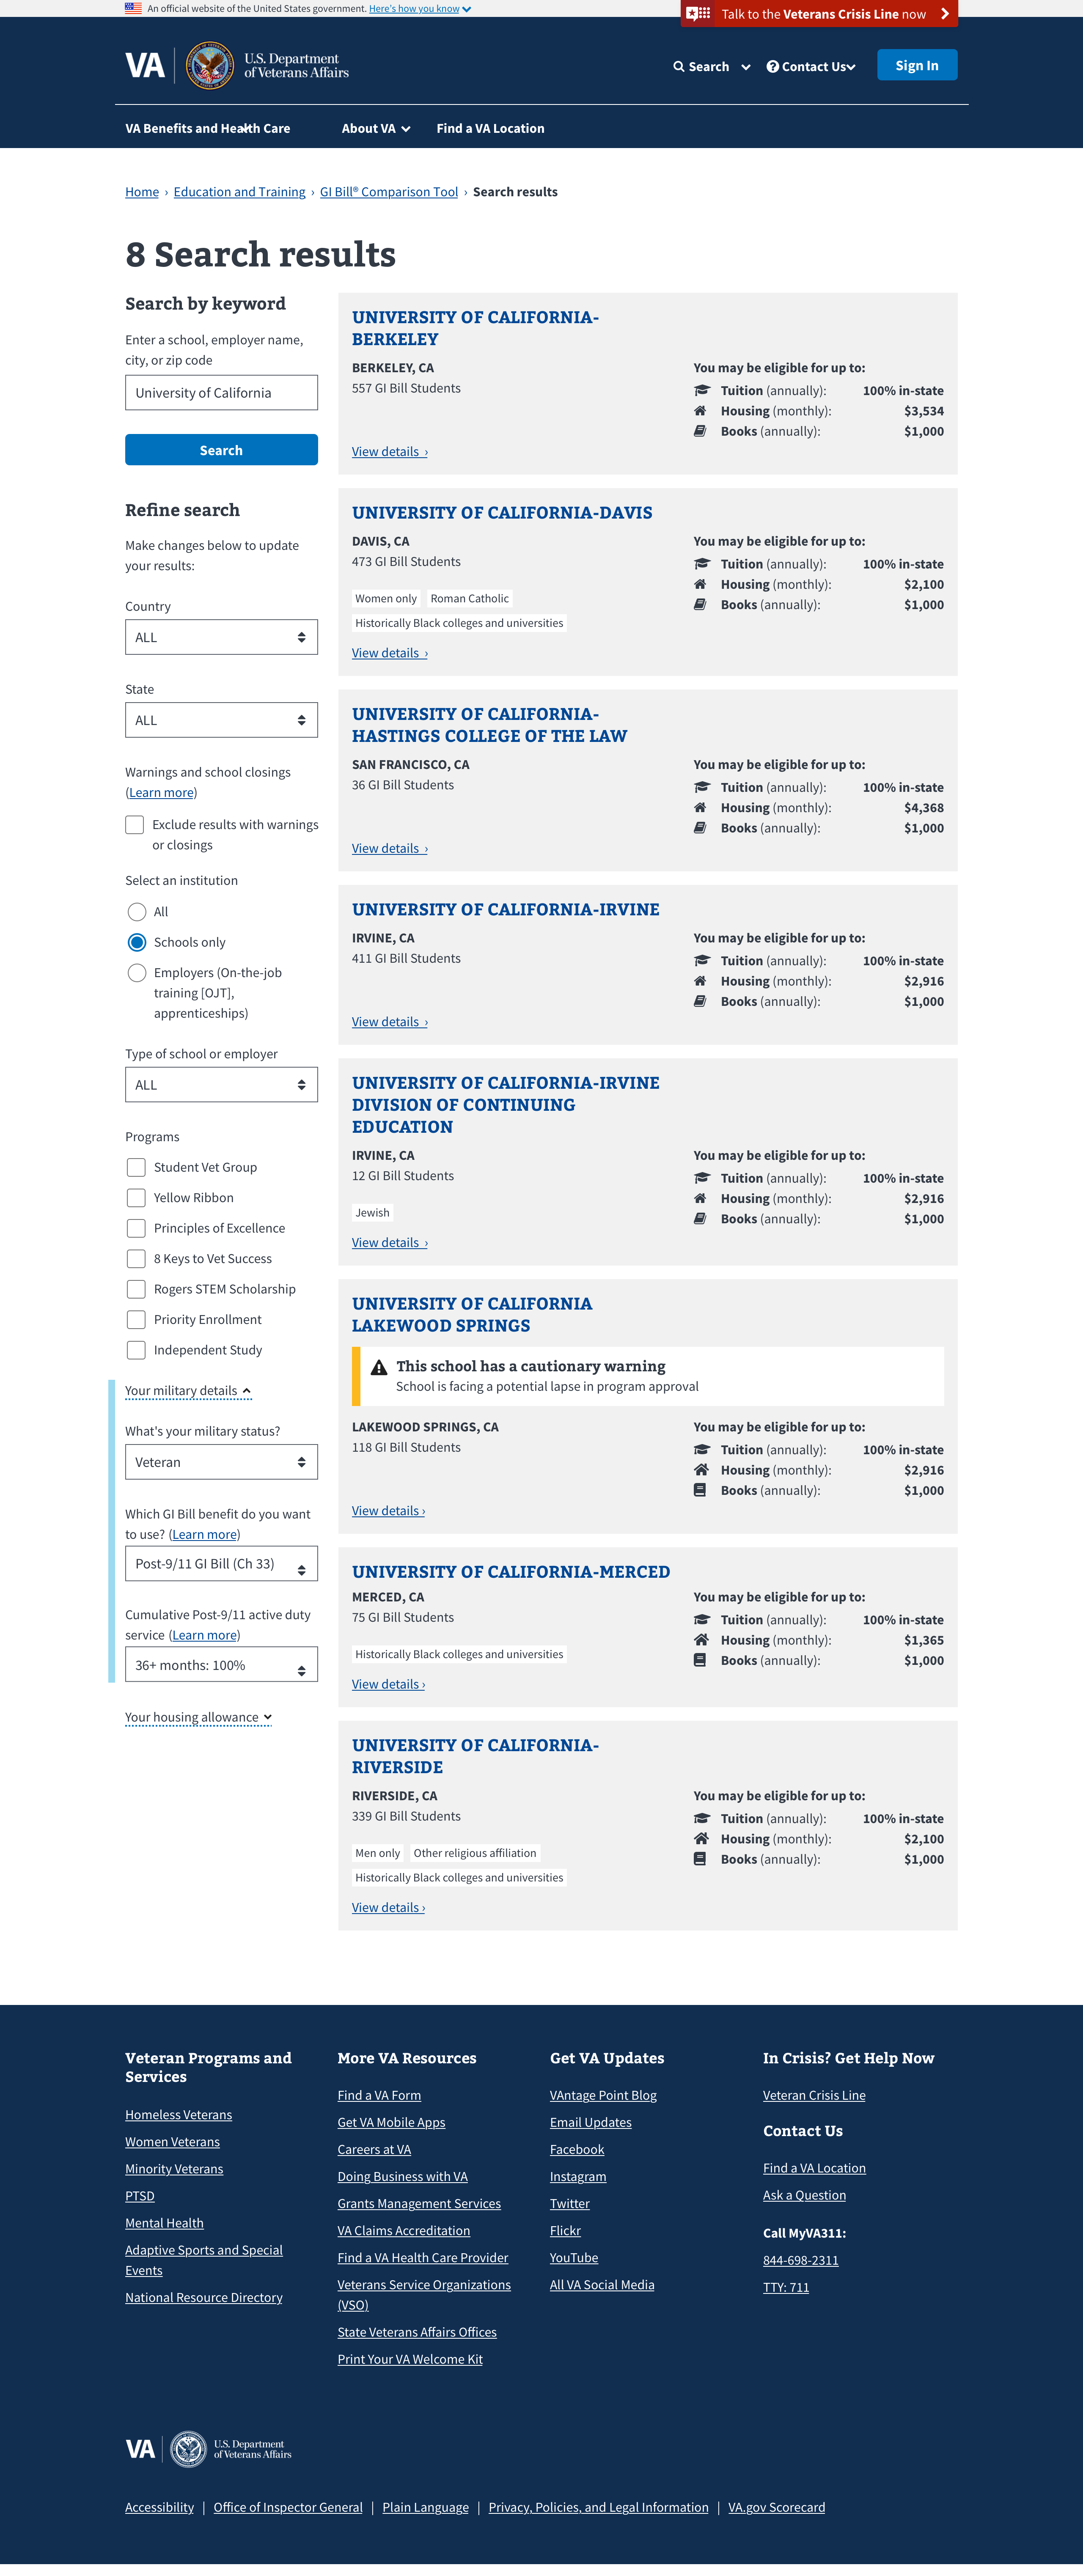 An official website of the United States government. Here's how you know
Talk to the Veterans Crisis Line now
VA
U.S. Department
of Veterans Affairs
Search
Contact Us
Sign In
VA Benefits and Health Care
About VA
Find a VA Location
Home › Education and Training › GI Bill® Comparison Tool › Search results
8 Search results
Search by keyword
Enter a school, employer name,
city, or zip code
University of California
Search
Refine search
Make changes below to update
your results:
Country
ALL
State
ALL
Warnings and school closings
(Learn more)
Exclude results with warnings
or closings
Select an institution
All
Schools only
Employers (On-the-job
training [OJT],
apprenticeships)
Type of school or employer
ALL
Programs
Student Vet Group
Yellow Ribbon
Principles of Excellence
8 Keys to Vet Success
Rogers STEM Scholarship
Priority Enrollment
Independent Study
Your military details
What's your military status?
Veteran
Which GI Bill benefit do you want
to use? (Learn more)
Post-9/11 GI Bill (Ch 33)
Cumulative Post-9/11 active duty
service (Learn more)
36+ months: 100%
Your housing allowance
UNIVERSITY OF CALIFORNIA-
BERKELEY
BERKELEY, CA
557 GI Bill Students
View details ›
You may be eligible for up to:
Tuition (annually): 100% in-state
Housing (monthly): $3,534
Books (annually): $1,000
UNIVERSITY OF CALIFORNIA-DAVIS
DAVIS, CA
473 GI Bill Students
Women only Roman Catholic
Historically Black colleges and universities
View details ›
You may be eligible for up to:
Tuition (annually): 100% in-state
Housing (monthly): $2,100
Books (annually): $1,000
UNIVERSITY OF CALIFORNIA-
HASTINGS COLLEGE OF THE LAW
SAN FRANCISCO, CA
36 GI Bill Students
View details ›
You may be eligible for up to:
Tuition (annually): 100% in-state
Housing (monthly): $4,368
Books (annually): $1,000
UNIVERSITY OF CALIFORNIA-IRVINE
IRVINE, CA
411 GI Bill Students
View details ›
You may be eligible for up to:
Tuition (annually): 100% in-state
Housing (monthly): $2,916
Books (annually): $1,000
UNIVERSITY OF CALIFORNIA-IRVINE
DIVISION OF CONTINUING
EDUCATION
IRVINE, CA
12 GI Bill Students
Jewish
View details ›
You may be eligible for up to:
Tuition (annually): 100% in-state
Housing (monthly): $2,916
Books (annually): $1,000
UNIVERSITY OF CALIFORNIA
LAKEWOOD SPRINGS
This school has a cautionary warning
School is facing a potential lapse in program approval
LAKEWOOD SPRINGS, CA
118 GI Bill Students
View details ›
You may be eligible for up to:
Tuition (annually): 100% in-state
Housing (monthly): $2,916
Books (annually): $1,000
UNIVERSITY OF CALIFORNIA-MERCED
MERCED, CA
75 GI Bill Students
Historically Black colleges and universities
View details ›
You may be eligible for up to:
Tuition (annually): 100% in-state
Housing (monthly): $1,365
Books (annually): $1,000
UNIVERSITY OF CALIFORNIA-
RIVERSIDE
RIVERSIDE, CA
339 GI Bill Students
Men only Other religious affiliation
Historically Black colleges and universities
View details ›
You may be eligible for up to:
Tuition (annually): 100% in-state
Housing (monthly): $2,100
Books (annually): $1,000
Veteran Programs and
Services
Homeless Veterans
Women Veterans
Minority Veterans
PTSD
Mental Health
Adaptive Sports and Special
Events
National Resource Directory
More VA Resources
Find a VA Form
Get VA Mobile Apps
Careers at VA
Doing Business with VA
Grants Management Services
VA Claims Accreditation
Find a VA Health Care Provider
Veterans Service Organizations
(VSO)
State Veterans Affairs Offices
Print Your VA Welcome Kit
Get VA Updates
VAntage Point Blog
Email Updates
Facebook
Instagram
Twitter
Flickr
YouTube
All VA Social Media
In Crisis? Get Help Now
Veteran Crisis Line
Contact Us
Find a VA Location
Ask a Question
Call MyVA311:
844-698-2311
TTY: 711
VA
U.S. Department
of Veterans Affairs
Accessibility | Office of Inspector General | Plain Language | Privacy, Policies, and Legal Information | VA.gov Scorecard